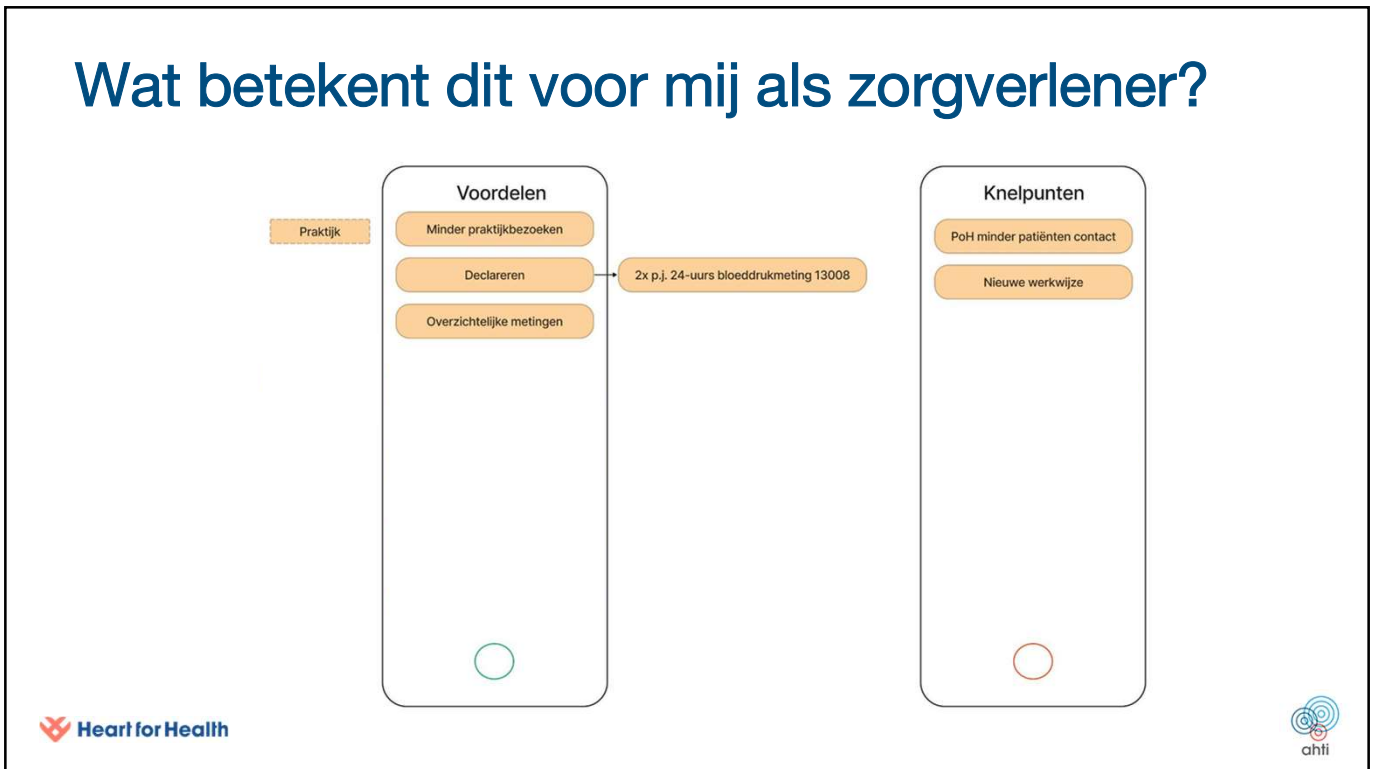 Wat betekent dit voor mij als zorgverlener?
Praktijk
Voordelen
Minder praktijkbezoeken
Declareren
2x p.j. 24-uurs bloeddrukmeting 13008
Overzichtelijke metingen
Knelpunten
PoH minder patiënten contact
Nieuwe werkwijze
Heart for Health
ahti